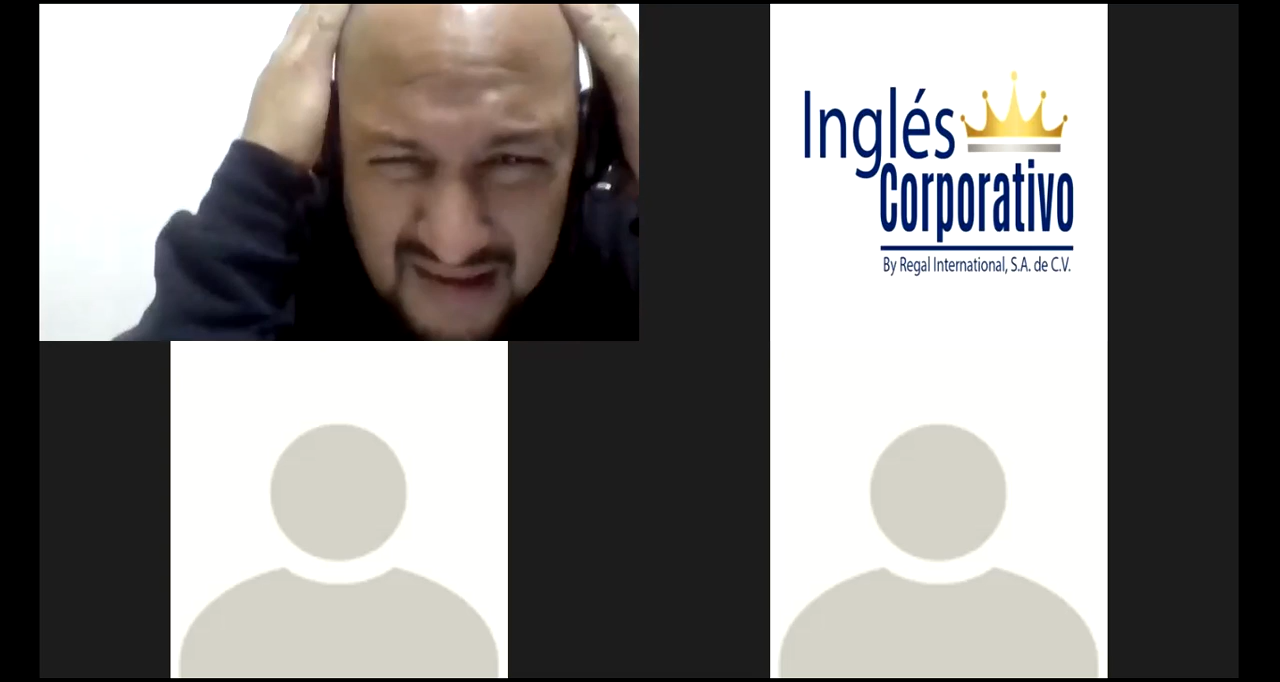 Inglés
Corporativo
By Regal International, S.A. de C.V.